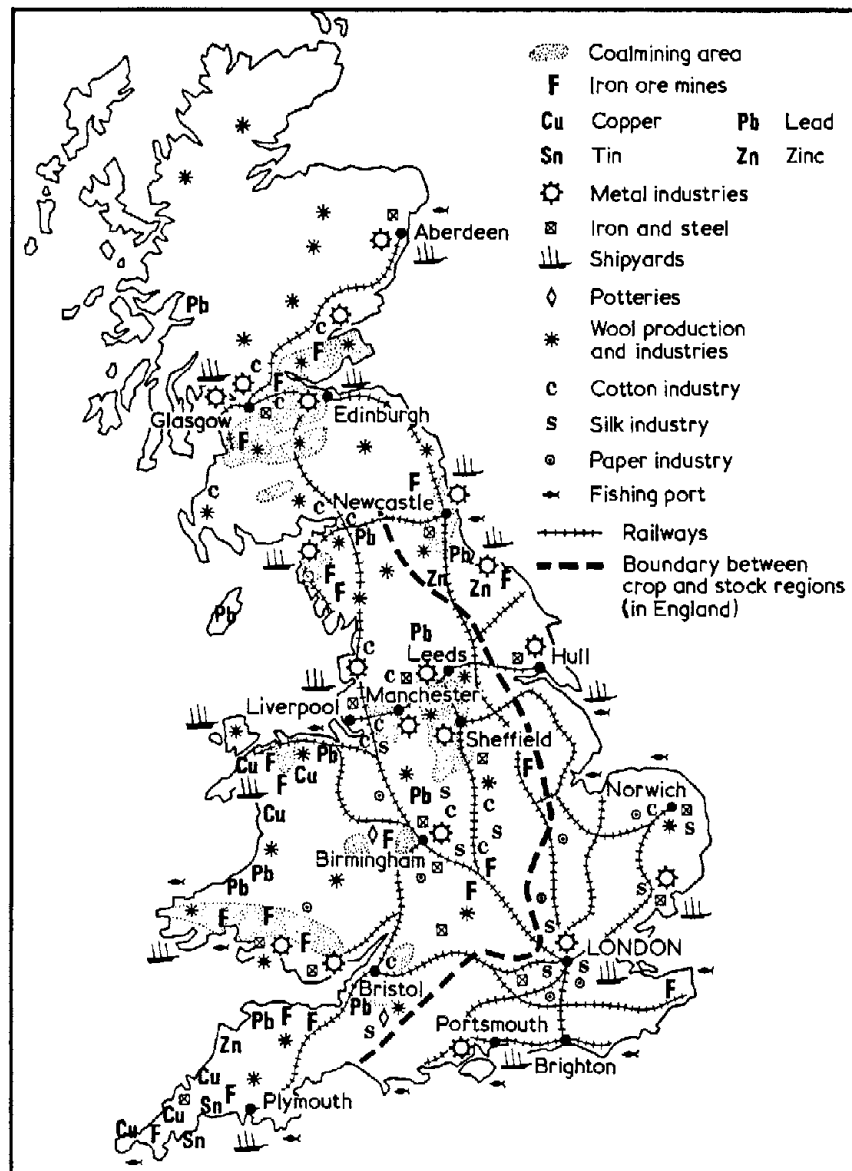 Coalmining area
F Iron ore mines
Cu Copper Pb Lead
Sn Tin Zn Zinc
Metal industries
Iron and steel
Shipyards
Potteries
Wool production
and industries
c Cotton industry
s Silk industry
Paper industry
Fishing port
Railways
Boundary between
crop and stock regions
(in England)
Aberdeen
Pb
c
F
c
F
Glasgow
c
Edinburgh
F
c
F
Newcastle
c
c
Pb
Pb
F
F
Zn
Zn
F
Pb
Pb
c
Leeds
Hull
c
Liverpool
Manchester
c
c
s
Sheffield
Cu
F
Pb
Cu
F
F
Pb
s
c
c
Norwich
c
s
Cu
F
Birmingham
s
c
s
F
Pb
Pb
F
s
F
F
F
s
LONDON
s
s
c
Bristol
F
Pb
s
Portsmouth
Brighton
Pb
F
F
Zn
Cu
F
Sn
Plymouth
Cu
Cu
F
Sn